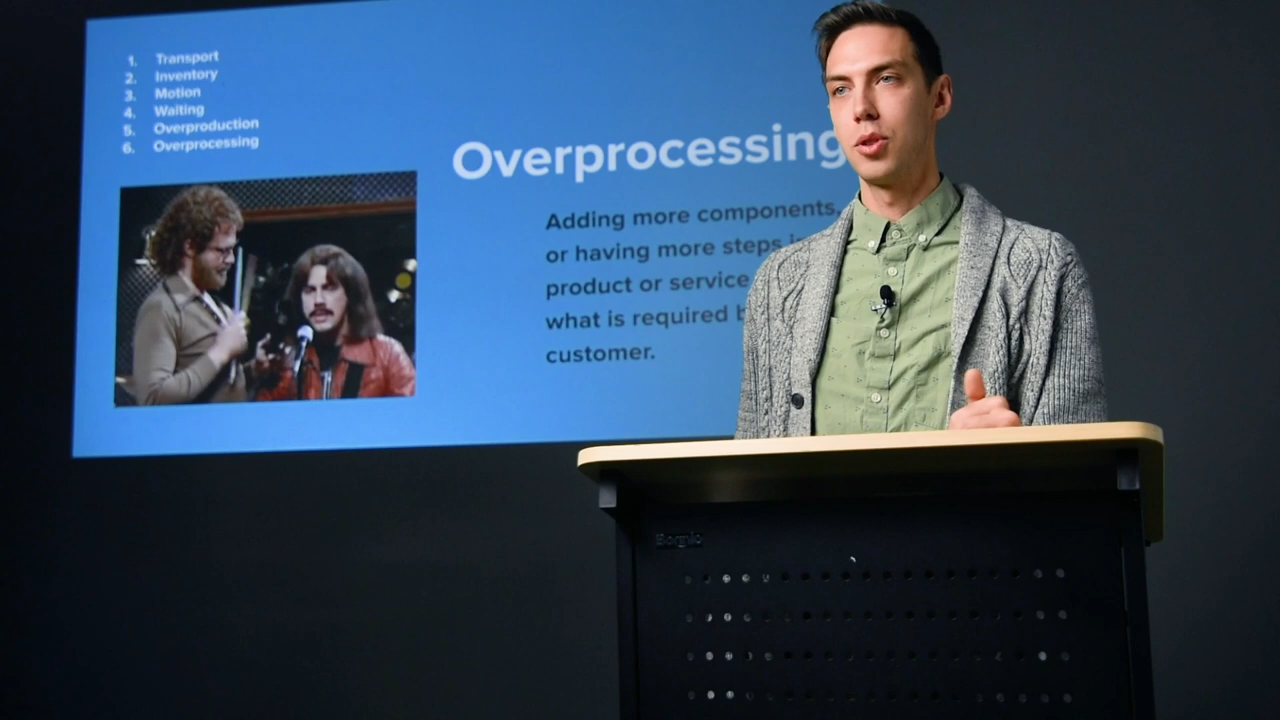 1. Transport
2. Inventory
3. Motion
4. Waiting
5. Overproduction
6. Overprocessing
Overprocessing
Adding more components,
or having more steps
product or service
what is required
customer.